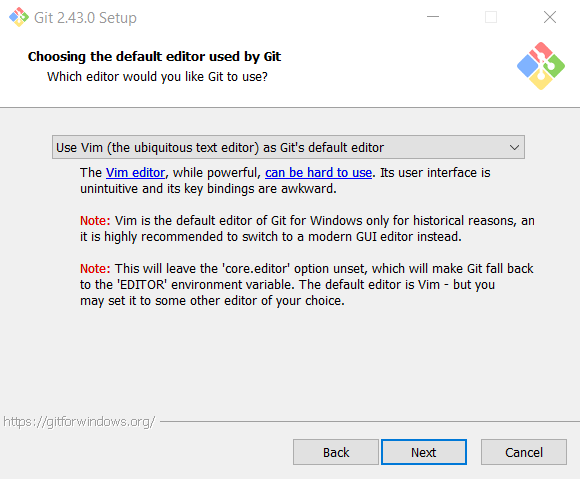 Git 2.43.0 Setup
Choosing the default editor used by Git
Which editor would you like Git to use?
Use Vim (the ubiquitous text editor) as Git's default editor
The Vim editor, while powerful, can be hard to use. Its user interface is
unintuitive and its key bindings are awkward.
Note: Vim is the default editor of Git for Windows only for historical reasons, an
it is highly recommended to switch to a modern GUI editor instead.
Note: This will leave the 'core.editor' option unset, which will make Git fall back
to the 'EDITOR' environment variable. The default editor is Vim - but you
may set it to some other editor of your choice.
https://gitforwindows.org/
Back
Next
Cancel